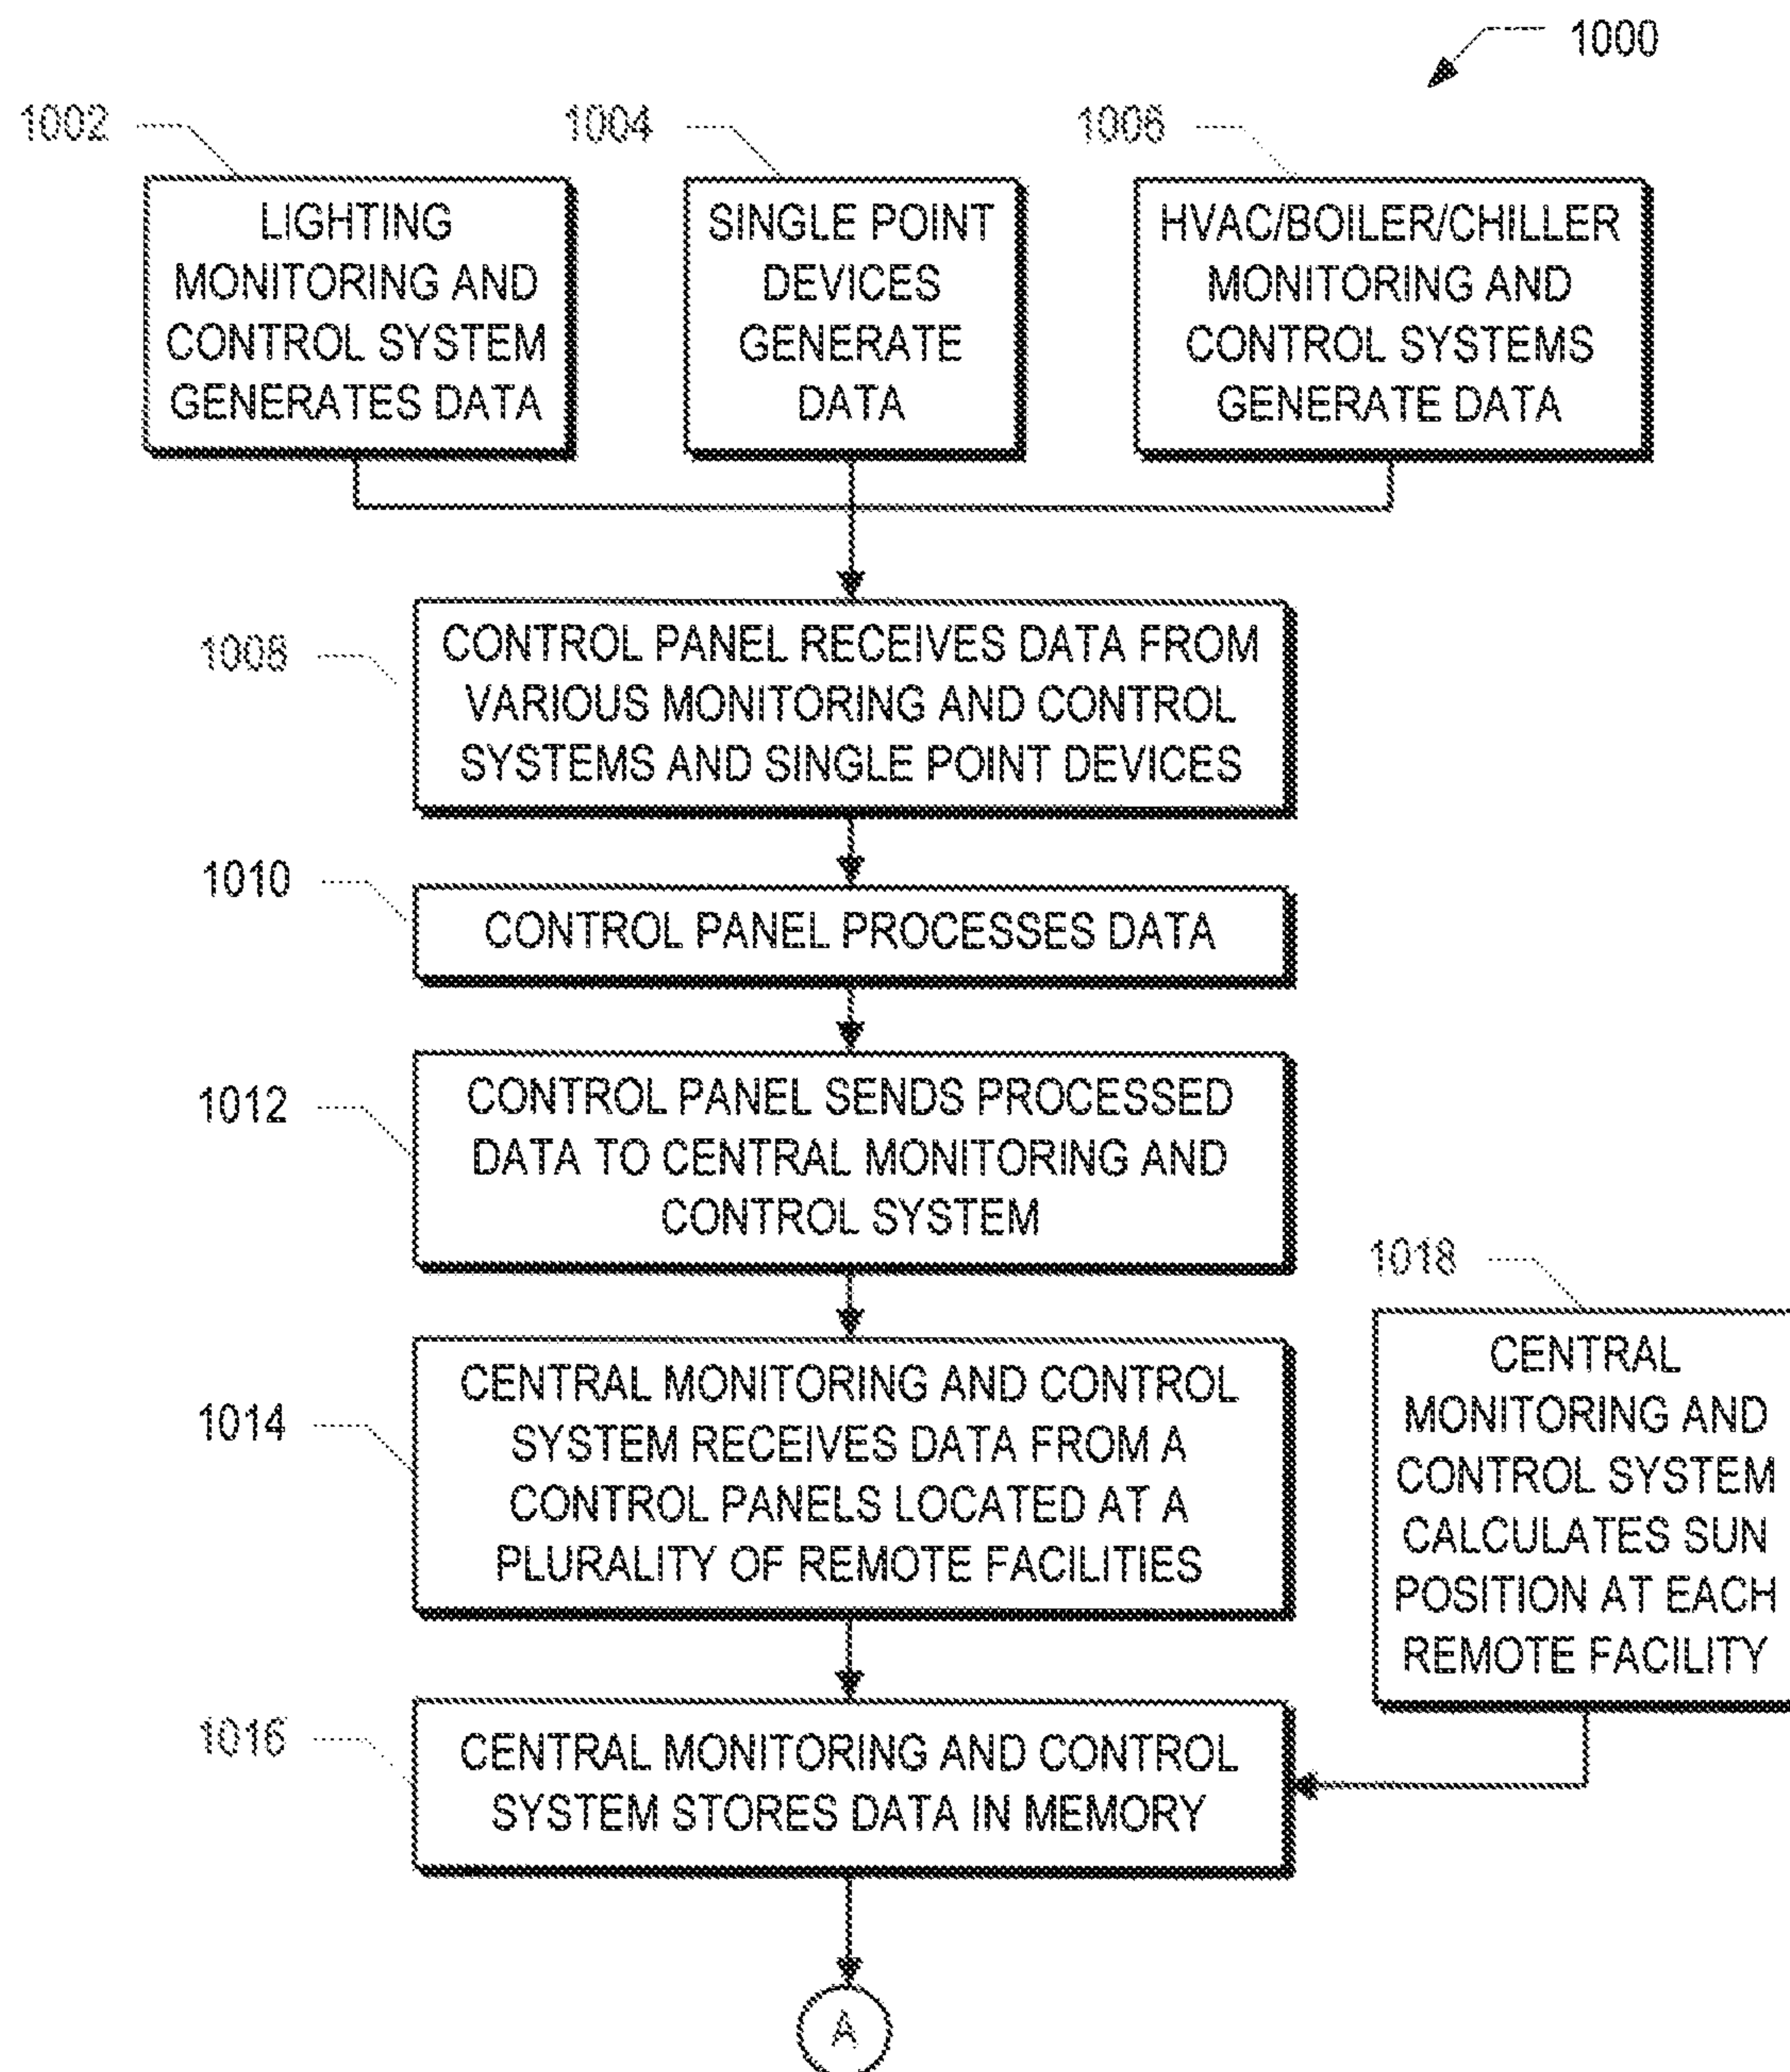 1000
1002
1004
1006
LIGHTING
MONITORING AND
CONTROL SYSTEM
GENERATES DATA
SINGLE POINT
DEVICES
GENERATE
DATA
HVAC/BOILER/CHILLER
MONITORING AND
CONTROL SYSTEMS
GENERATE DATA
1008
CONTROL PANEL RECEIVES DATA FROM
VARIOUS MONITORING AND CONTROL
SYSTEMS AND SINGLE POINT DEVICES
1010
CONTROL PANEL PROCESSES DATA
1012
CONTROL PANEL SENDS PROCESSED
DATA TO CENTRAL MONITORING AND
CONTROL SYSTEM
1014
CENTRAL MONITORING AND CONTROL
SYSTEM RECEIVES DATA FROM A
CONTROL PANELS LOCATED AT A
PLURALITY OF REMOTE FACILITIES
1018
CENTRAL
MONITORING AND
CONTROL SYSTEM
CALCULATES SUN
POSITION AT EACH
REMOTE FACILITY
1016
CENTRAL MONITORING AND CONTROL
SYSTEM STORES DATA IN MEMORY
A